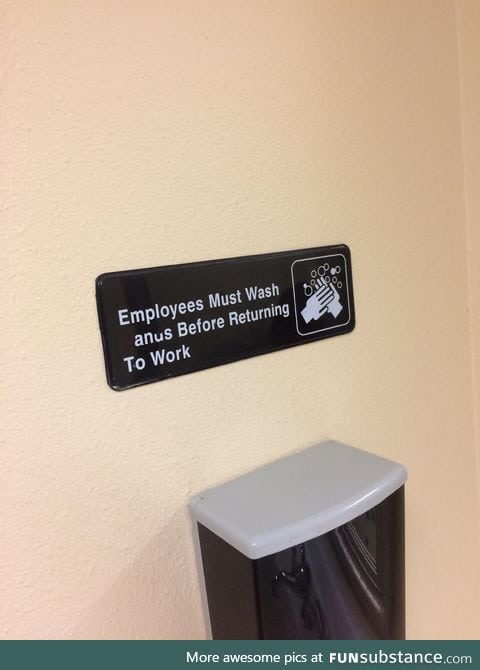 Employees Must Wash
anus Before Returning
To Work
More awesome pics at FUNsubstance.com